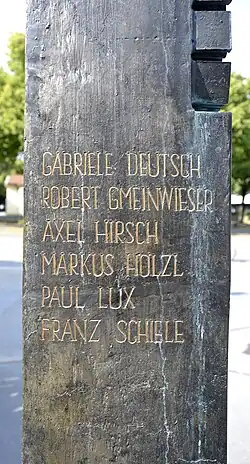 GABRIELE DEUTSCH
ROBERT GMEINWIESER
AXEL HIRSCH
MARKUS HÖLZL
PAUL LUX
FRANZ SCHIELE